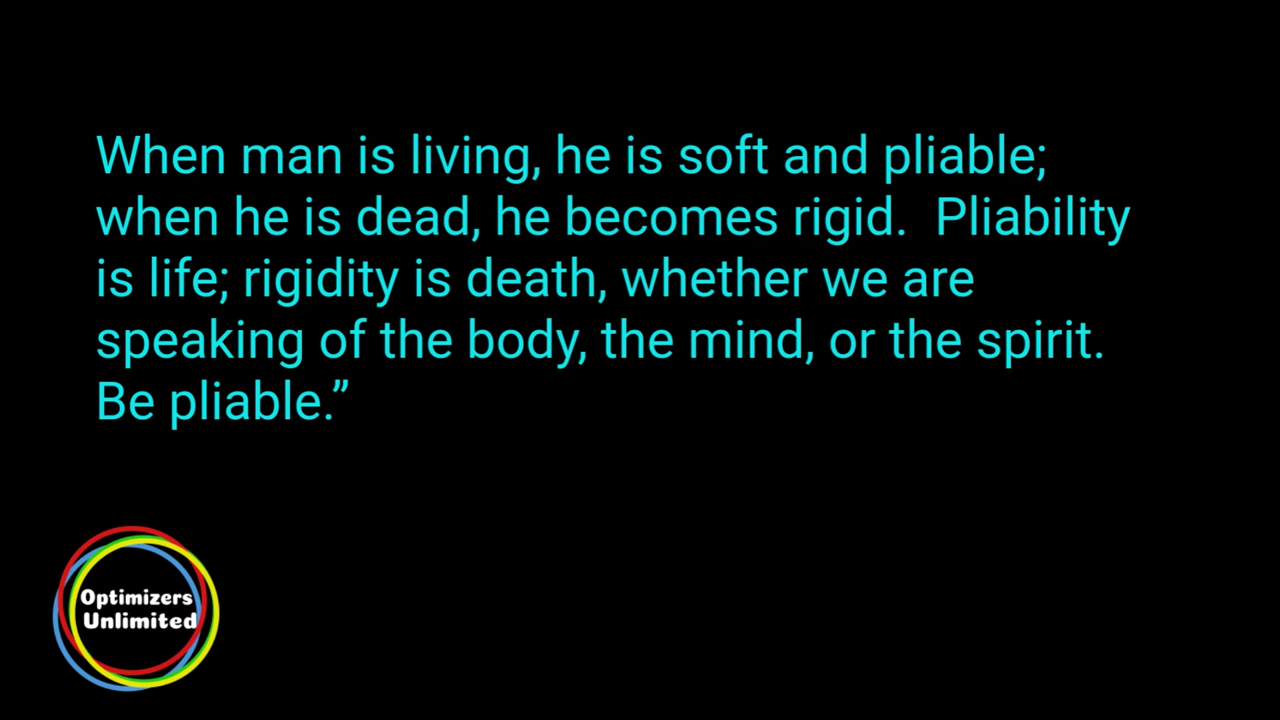 When man is living, he is soft and pliable;
when he is dead, he becomes rigid.  Pliability
is life; rigidity is death, whether we are
speaking of the body, the mind, or the spirit.
Be pliable.”
Optimizers
Unlimited